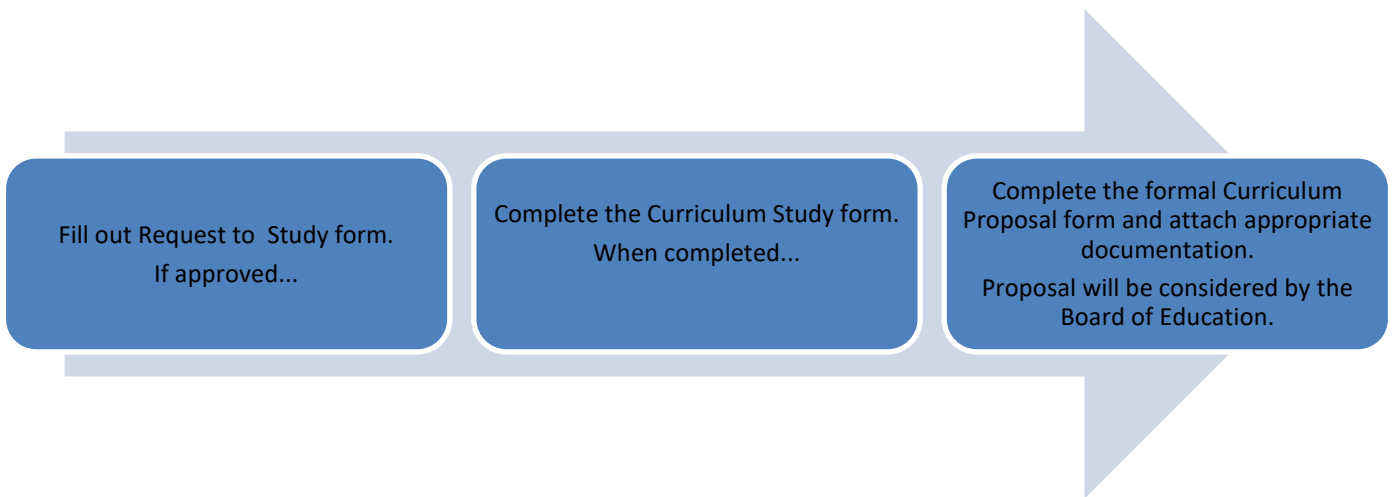 Fill out Request to  Study form.
If approved...
Complete the Curriculum Study form.
When completed...
Complete the formal Curriculum
Proposal form and attach appropriate
documentation.
Proposal will be considered by the
Board of Education.